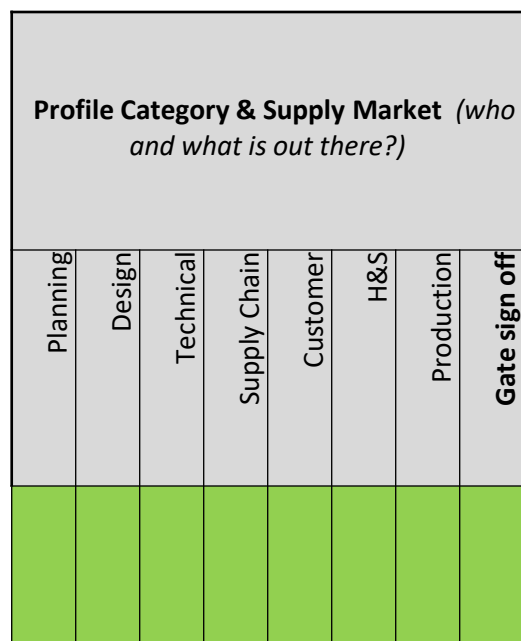 Profile Category & Supply Market (who
and what is out there?)
Planning
Design
Technical
Supply Chain
Customer
H&S
Production
Gate sign off